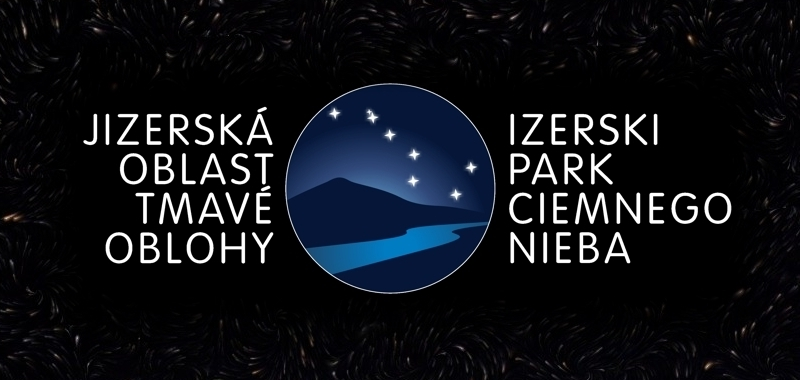 JIZERSKÁ
OBLAST
TMAVÉ
OBLOHY
IZERSKI
PARK
CIEMNEGO
NIEBA